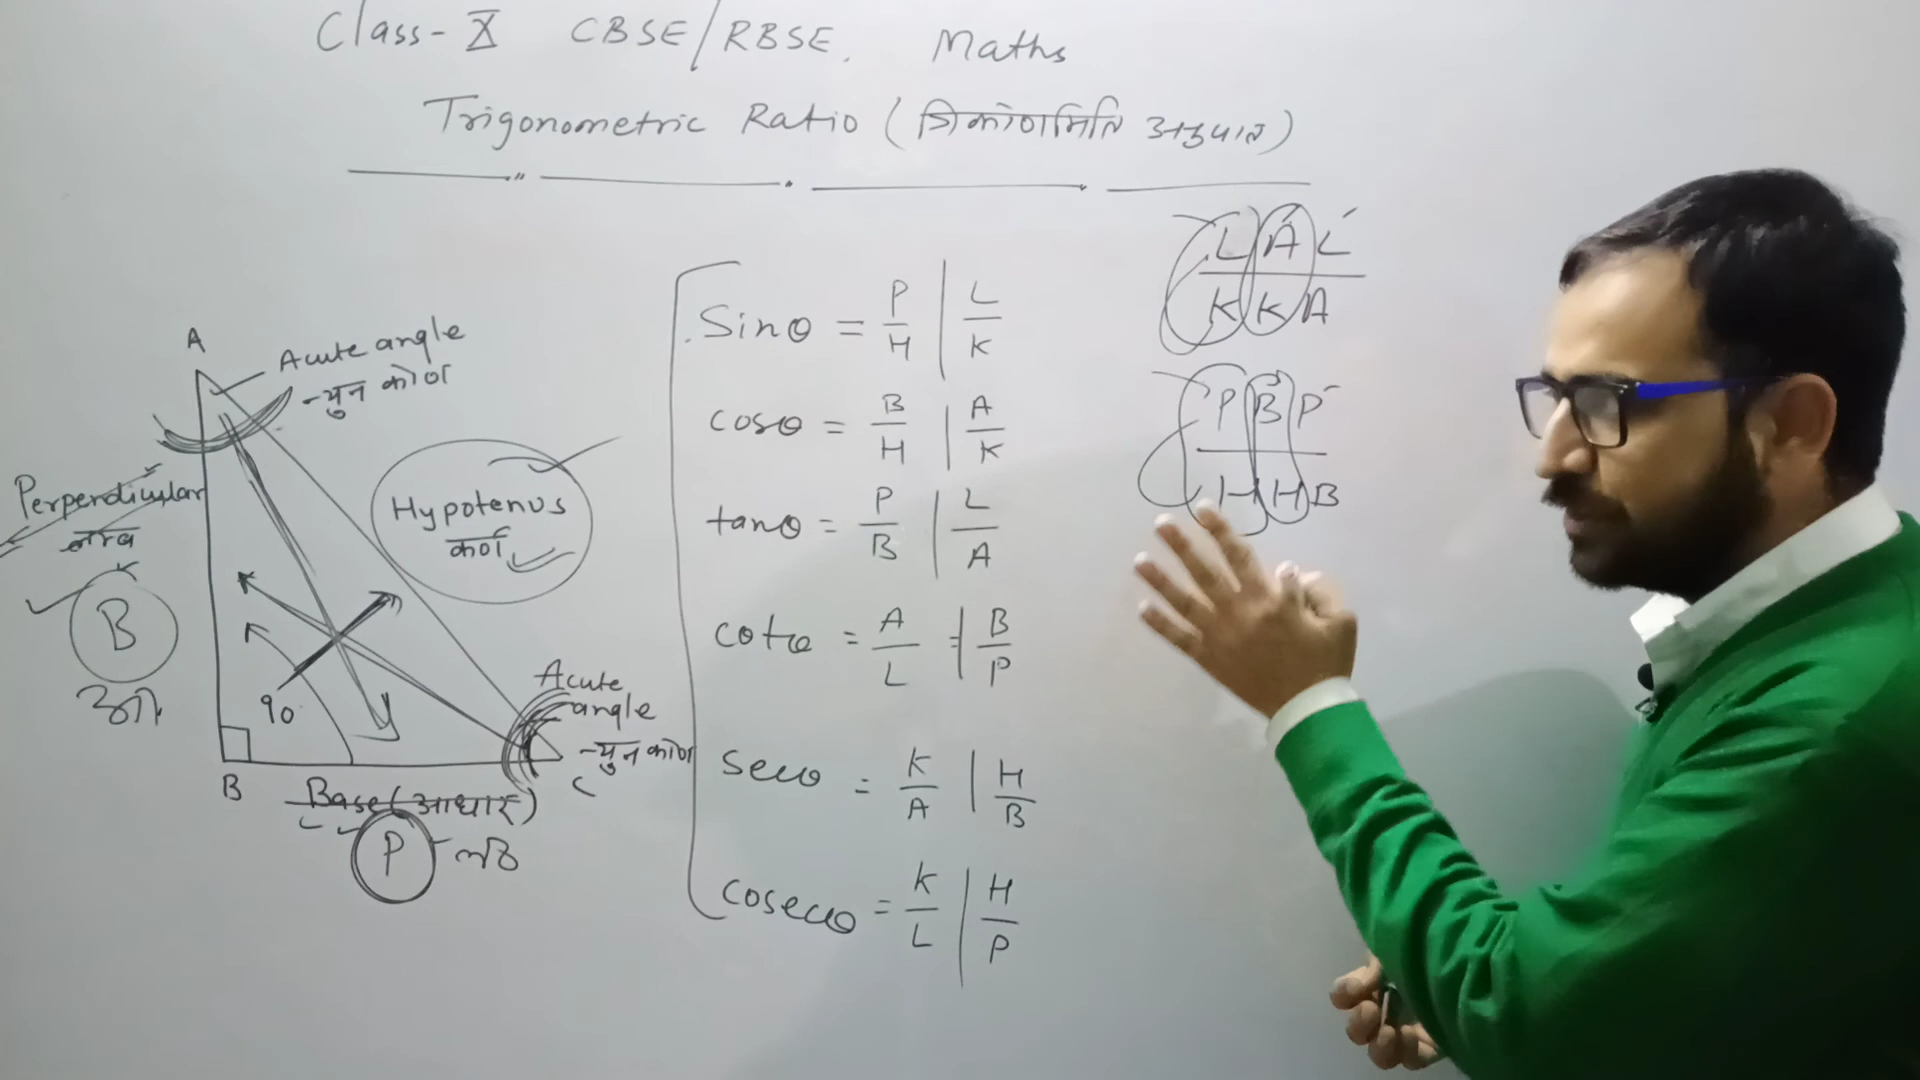 Class-X CBSE/RBSE. Maths
Trigonometric Ratio (त्रिकोणमिति अनुपात)
A
Acute angle
न्युन कोण
Perpendicular
लम्ब
B
Hypotenus
कर्ण
90
Acute
angle
न्युन कोण
B
C
Base (आधार)
P
Sinθ = P/H | L/K
cosθ = B/H | A/K
tanθ = P/B | L/A
cotθ = A/L = | B/P
secθ = K/A | H/B
cosecθ = K/L | H/P
L A L
K K A
P B P
H H B